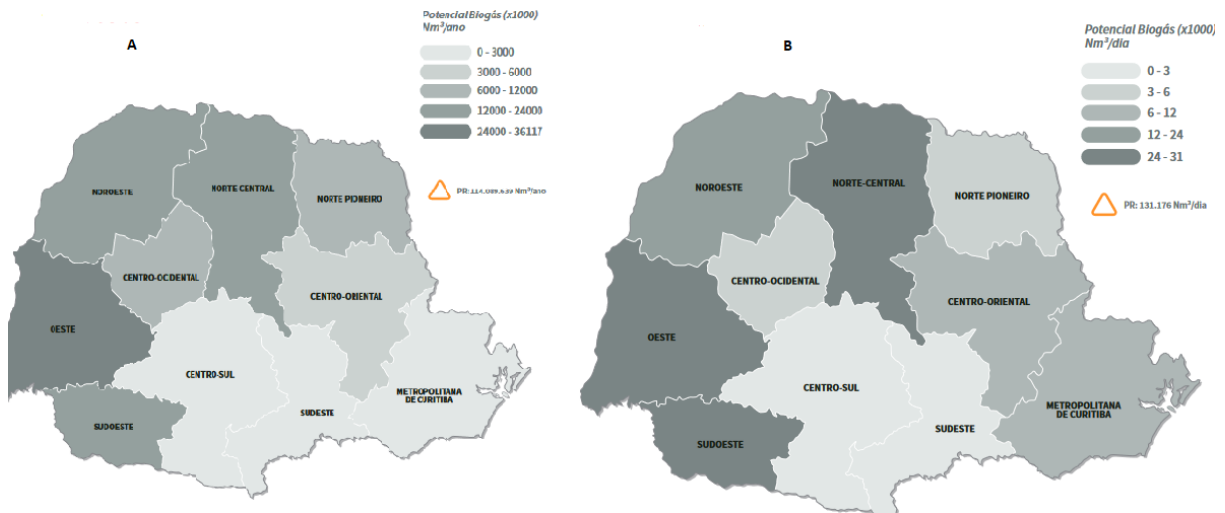 A
Potencial Biogás (x1000)
Nm³/ano
0 - 3000
3000 - 6000
6000 - 12000
12000 - 24000
24000 - 36117
PR: Nm³/ano
NOROESTE
NORTE CENTRAL
NORTE PIONEIRO
CENTRO-OCIDENTAL
CENTRO-ORIENTAL
OESTE
CENTRO-SUL
METROPOLITANA
DE CURITIBA
SUDESTE
SUDOESTE
B
Potencial Biogás (x1000)
Nm³/dia
0 - 3
3 - 6
6 - 12
12 - 24
24 - 31
PR: 131.176 Nm³/dia
NOROESTE
NORTE-CENTRAL
NORTE PIONEIRO
CENTRO-OCIDENTAL
CENTRO-ORIENTAL
OESTE
CENTRO-SUL
METROPOLITANA
DE CURITIBA
SUDESTE
SUDOESTE